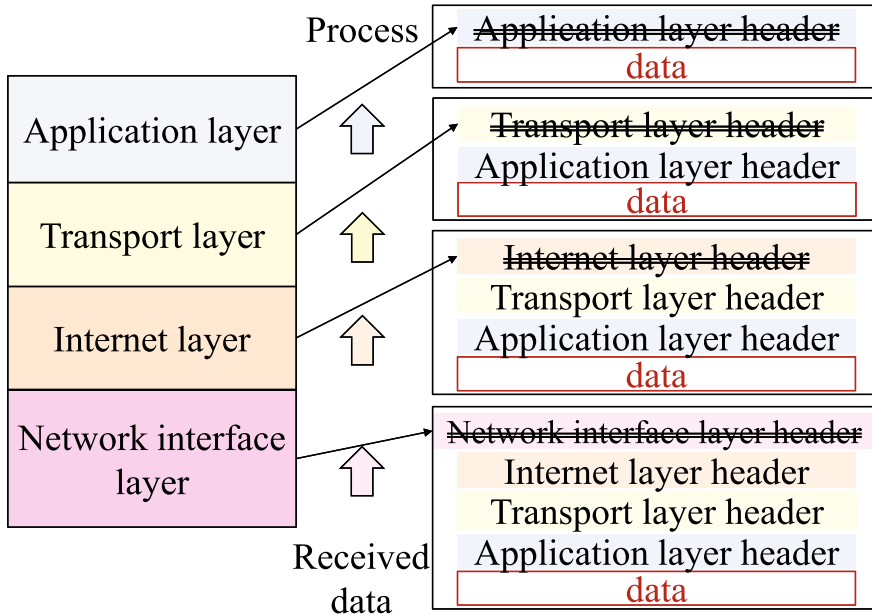 Process
Application layer header
data
Application layer
Transport layer header
Application layer header
data
Transport layer
Internet layer header
Transport layer header
Application layer header
data
Internet layer
Network interface
layer
Network interface layer header
Internet layer header
Transport layer header
Application layer header
data
Received
data